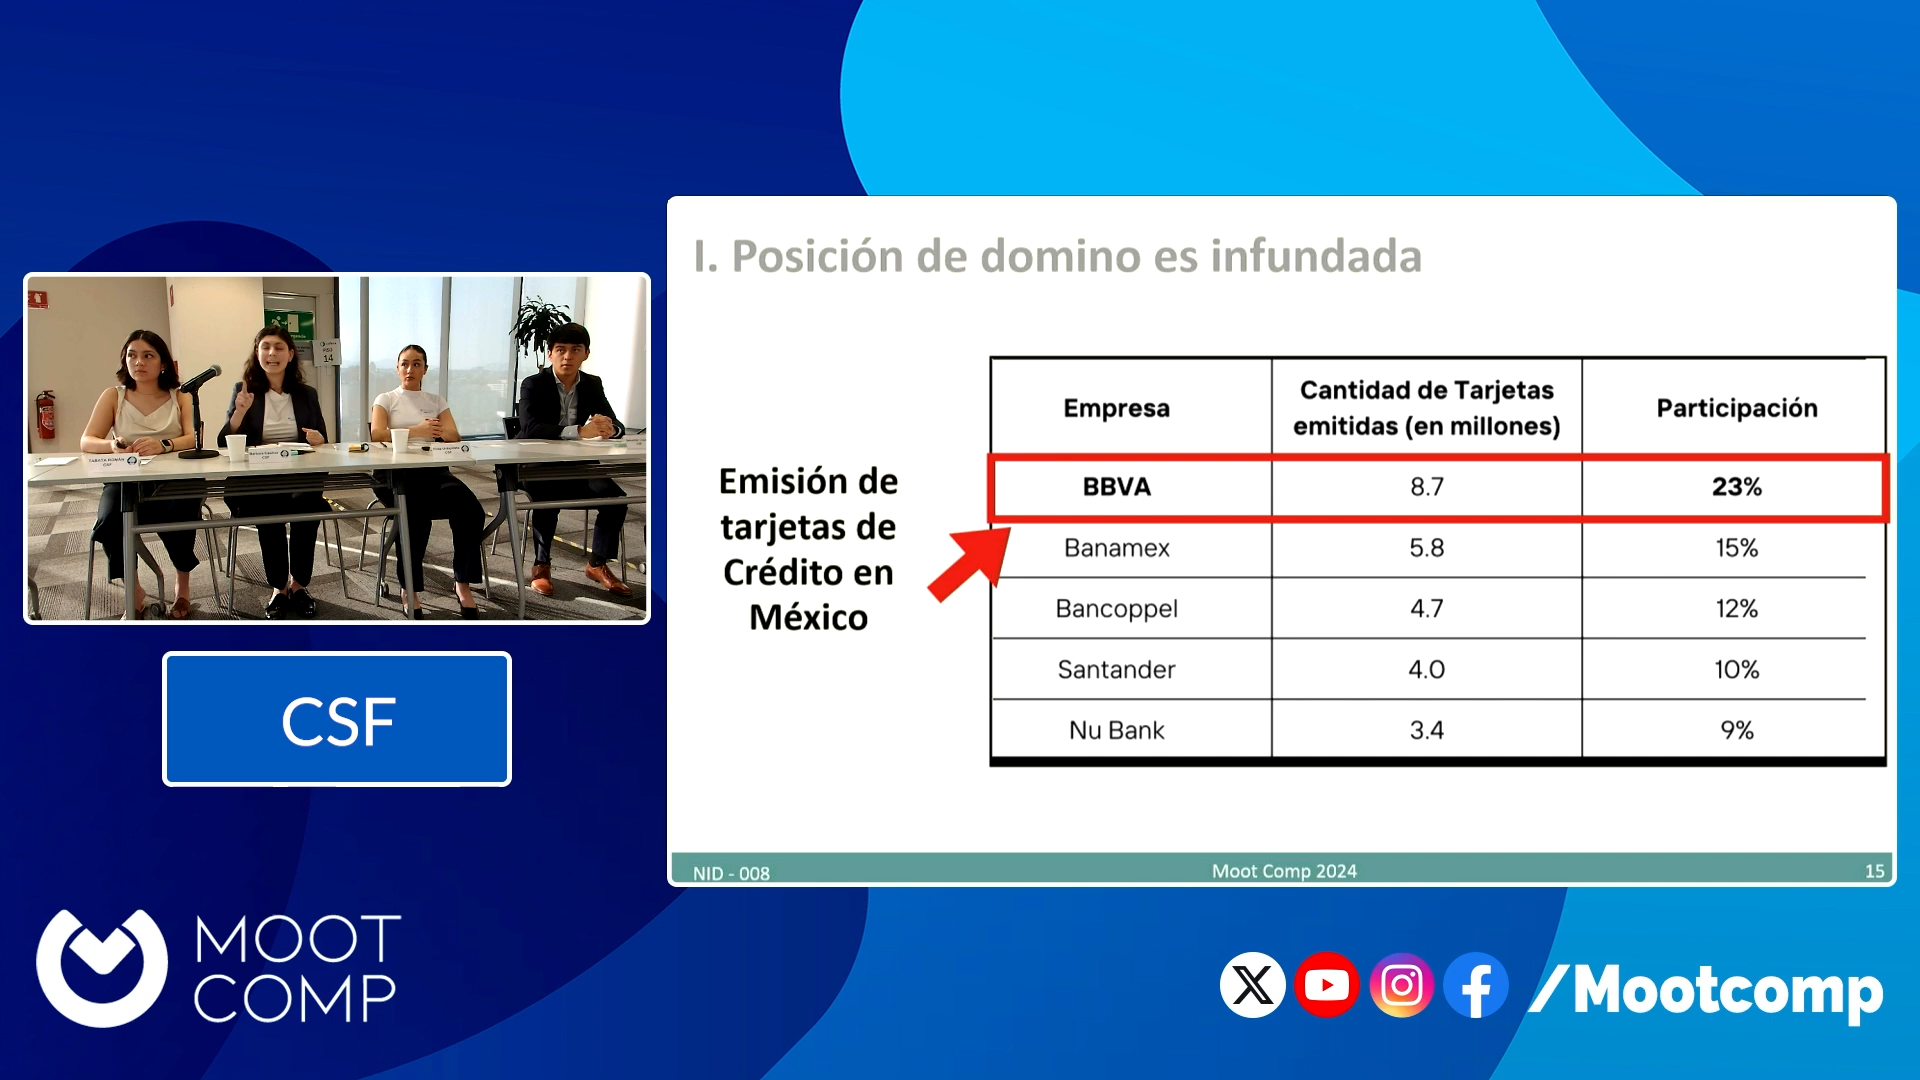 I. Posición de domino es infundada
Emisión de
tarjetas de
Crédito en
México
Empresa
Cantidad de Tarjetas
emitidas (en millones)
Participación
BBVA 8.7 23%
Banamex 5.8 15%
Bancoppel 4.7 12%
Santander 4.0 10%
Nu Bank 3.4 9%
NID - 008 Moot Comp 2024 15
14
CSF
MOOT
COMP
/Mootcomp